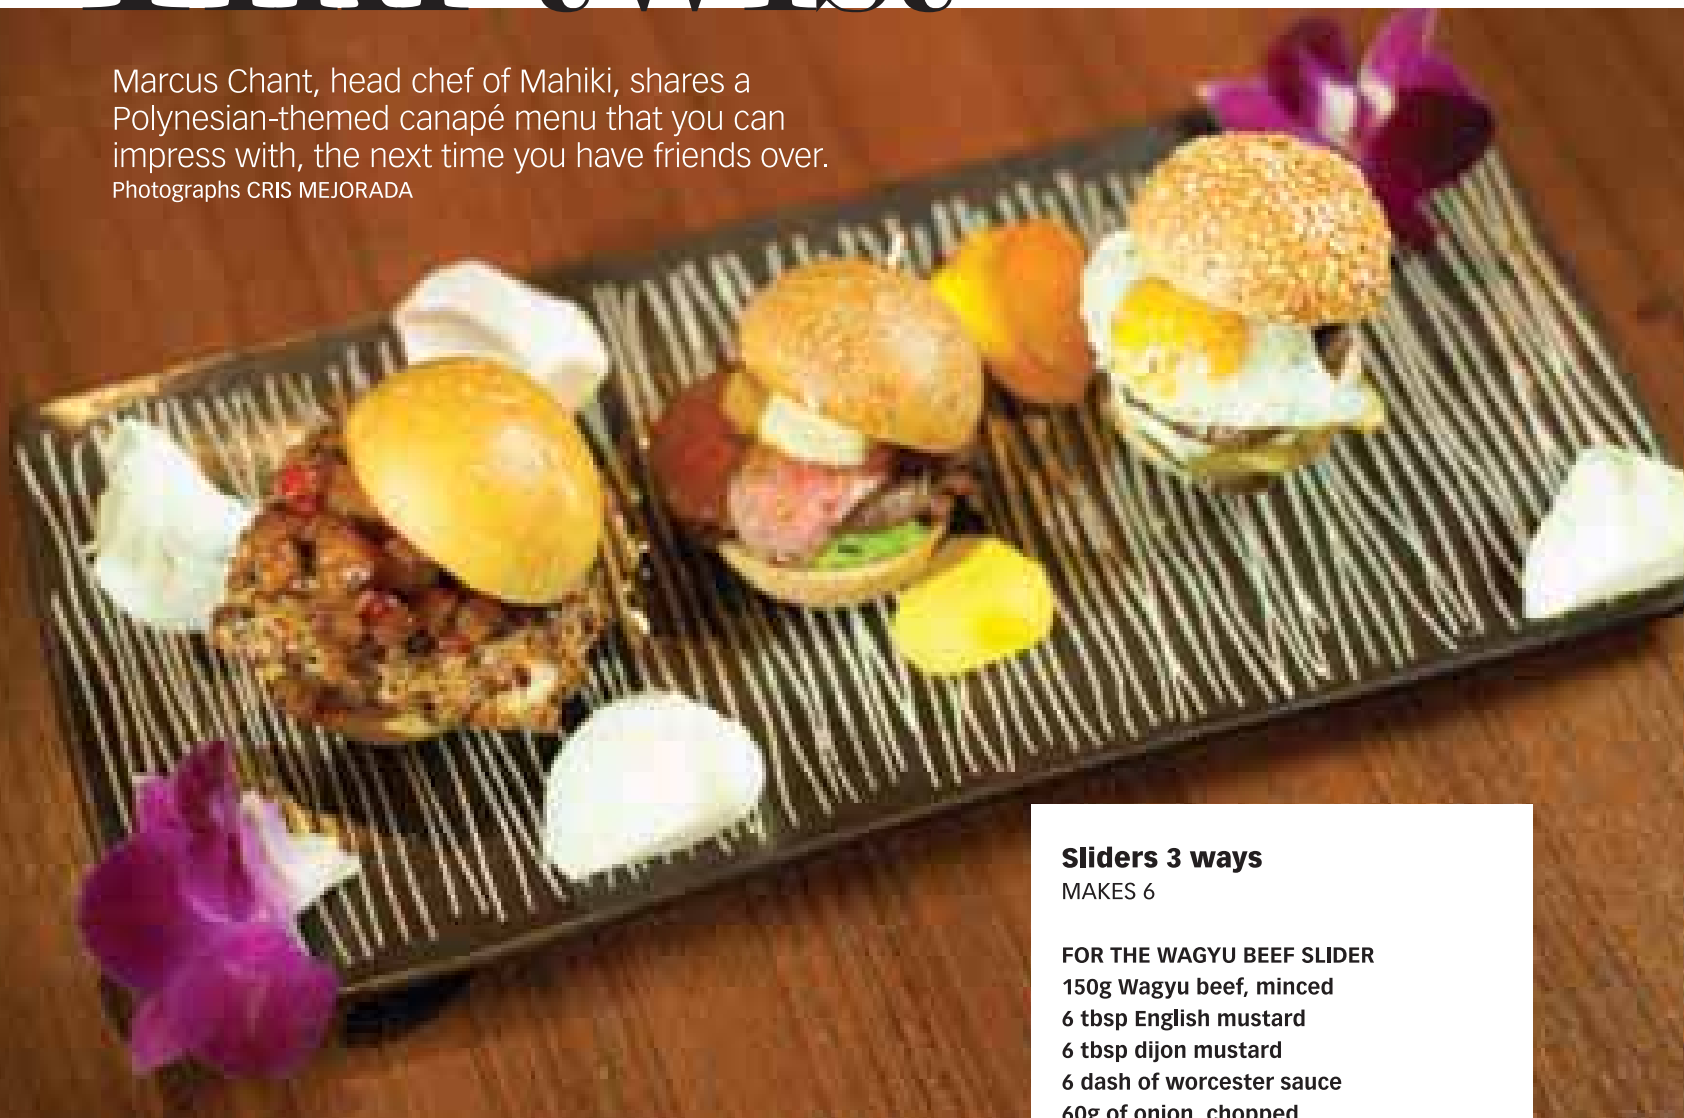 Marcus Chant, head chef of Mahiki, shares a
Polynesian-themed canapé menu that you can
impress with, the next time you have friends over.
Photographs CRIS MEJORADA
Sliders 3 ways
MAKES 6
FOR THE WAGYU BEEF SLIDER
150g Wagyu beef, minced
6 tbsp English mustard
6 tbsp dijon mustard
6 dash of worcester sauce
60g of onion, chopped